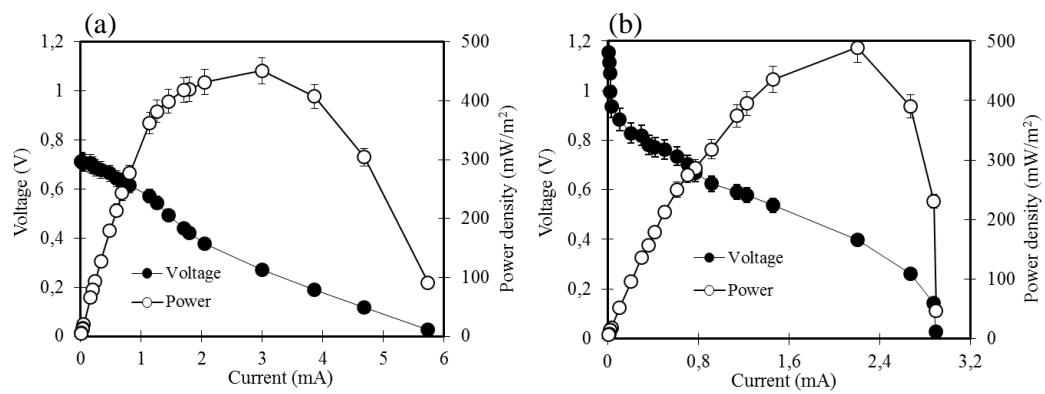 (a)
1,2
1
0,8
0,6
0,4
0,2
0
Voltage (V)
500
400
300
200
100
0
Power density (mW/m²)
Voltage
Power
0 1 2 3 4 5 6
Current (mA)
(b)
1,2
1
0,8
0,6
0,4
0,2
0
Voltage (V)
500
400
300
200
100
0
Power density (mW/m²)
Voltage
Power
0 0,8 1,6 2,4 3,2
Current (mA)